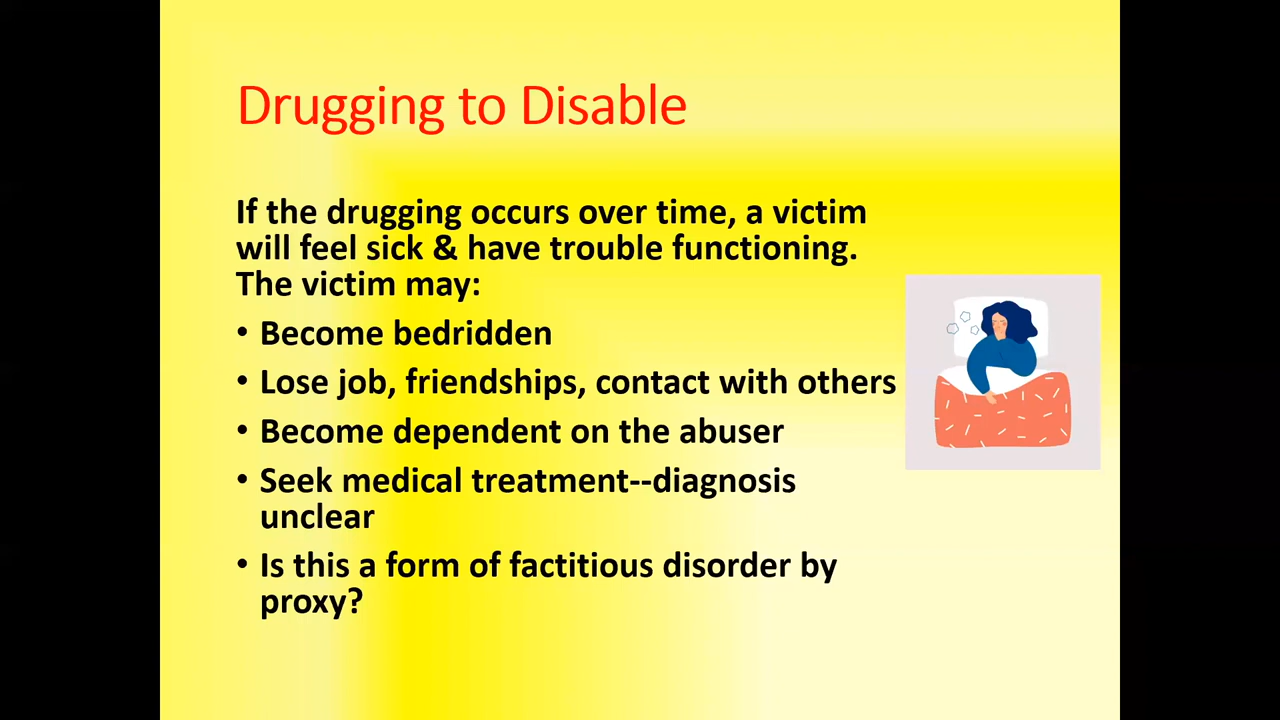 Drugging to Disable
If the drugging occurs over time, a victim
will feel sick & have trouble functioning.
The victim may:
• Become bedridden
• Lose job, friendships, contact with others
• Become dependent on the abuser
• Seek medical treatment--diagnosis
unclear
• Is this a form of factitious disorder by
proxy?